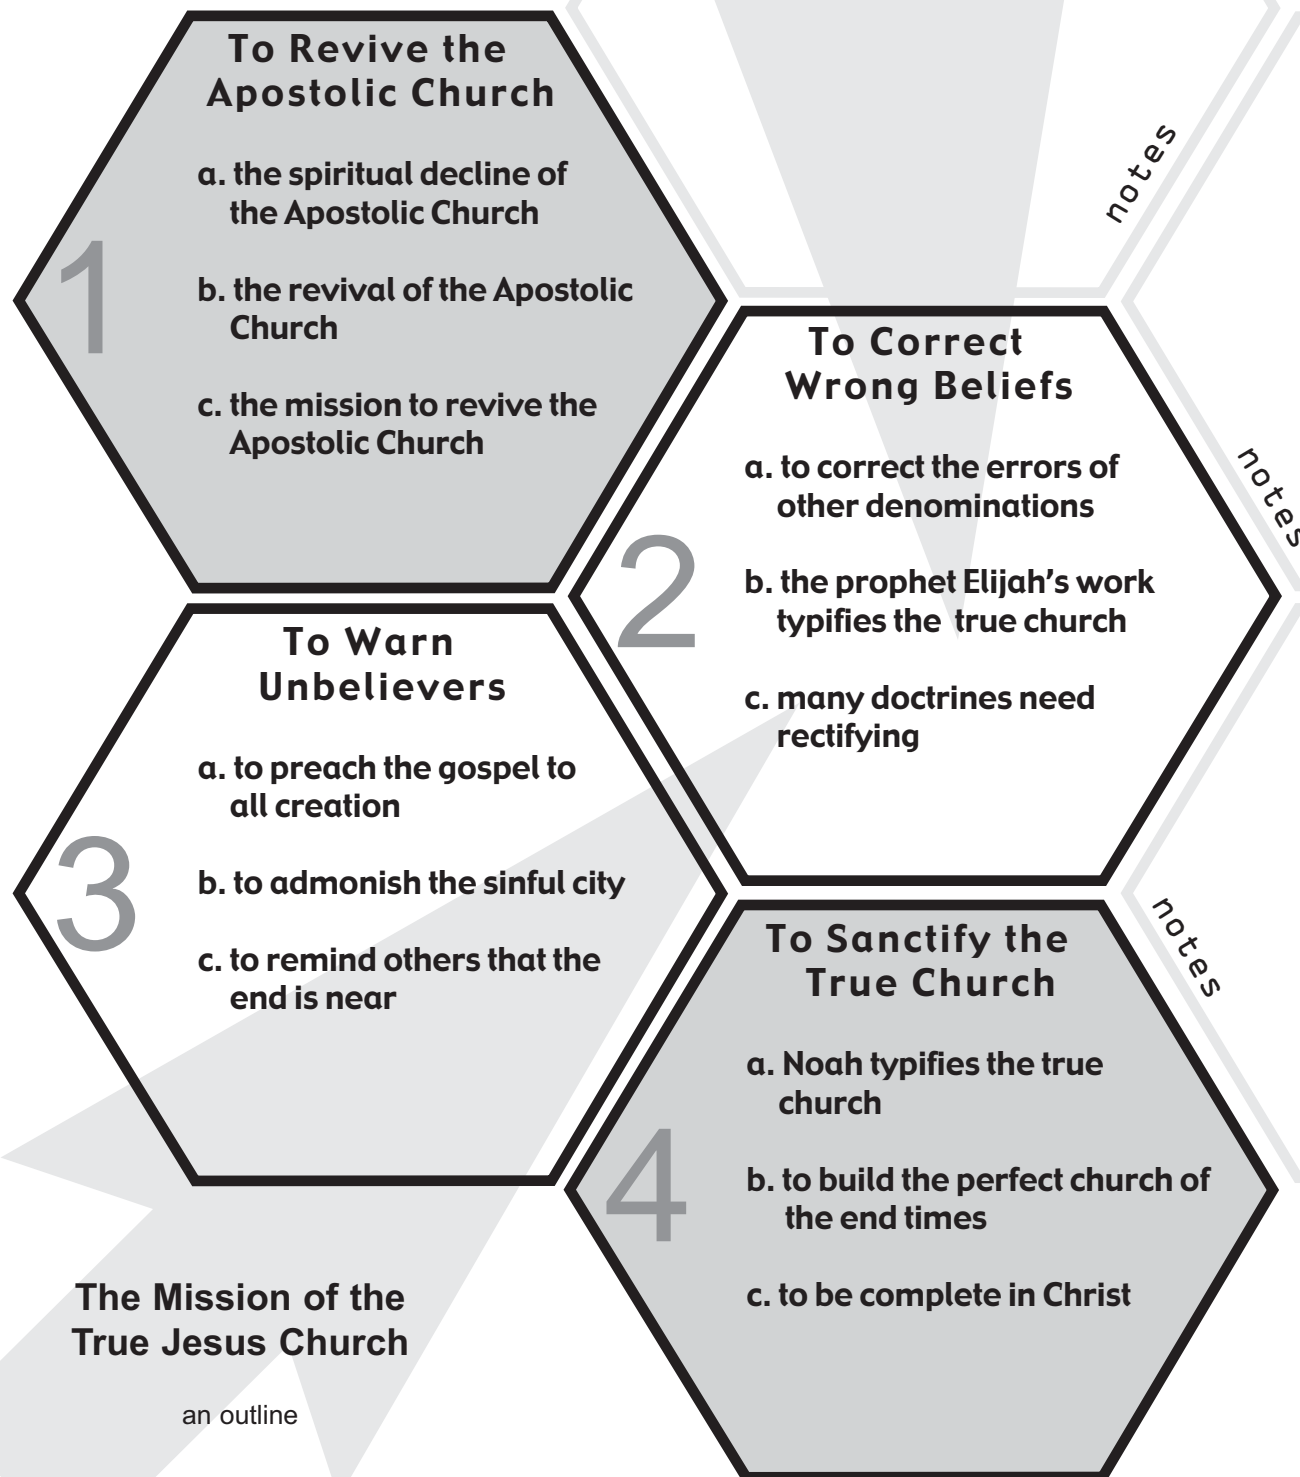 To Revive the
Apostolic Church
a. the spiritual decline of
the Apostolic Church
b. the revival of the Apostolic
Church
c. the mission to revive the
Apostolic Church
1
notes
To Correct
Wrong Beliefs
a. to correct the errors of
other denominations
b. the prophet Elijah's work
typifies the true church
c. many doctrines need
rectifying
2
notes
To Warn
Unbelievers
a. to preach the gospel to
all creation
b. to admonish the sinful city
c. to remind others that the
end is near
3
notes
To Sanctify the
True Church
a. Noah typifies the true
church
b. to build the perfect church of
the end times
c. to be complete in Christ
4
The Mission of the
True Jesus Church
an outline